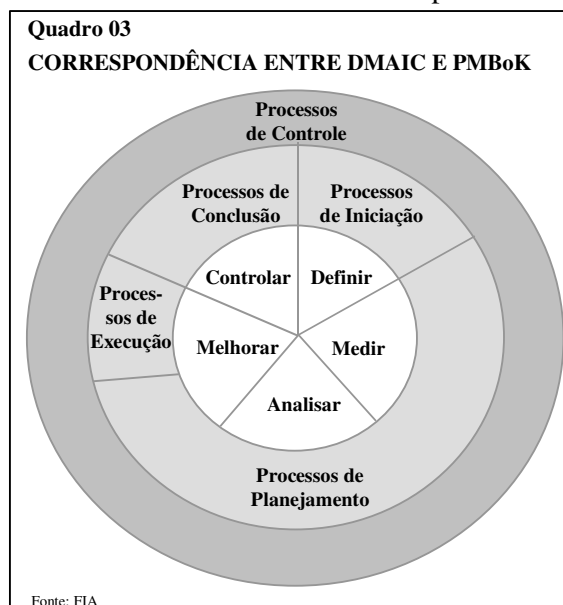 Quadro 03
CORRESPONDÊNCIA ENTRE DMAIC E PMBoK
Processos
de Controle
Processos de
Conclusão
Processos
de Iniciação
Controlar
Definir
Proces-
sos de
Execução
Melhorar
Medir
Analisar
Processos de
Planejamento
Fonte: FIA